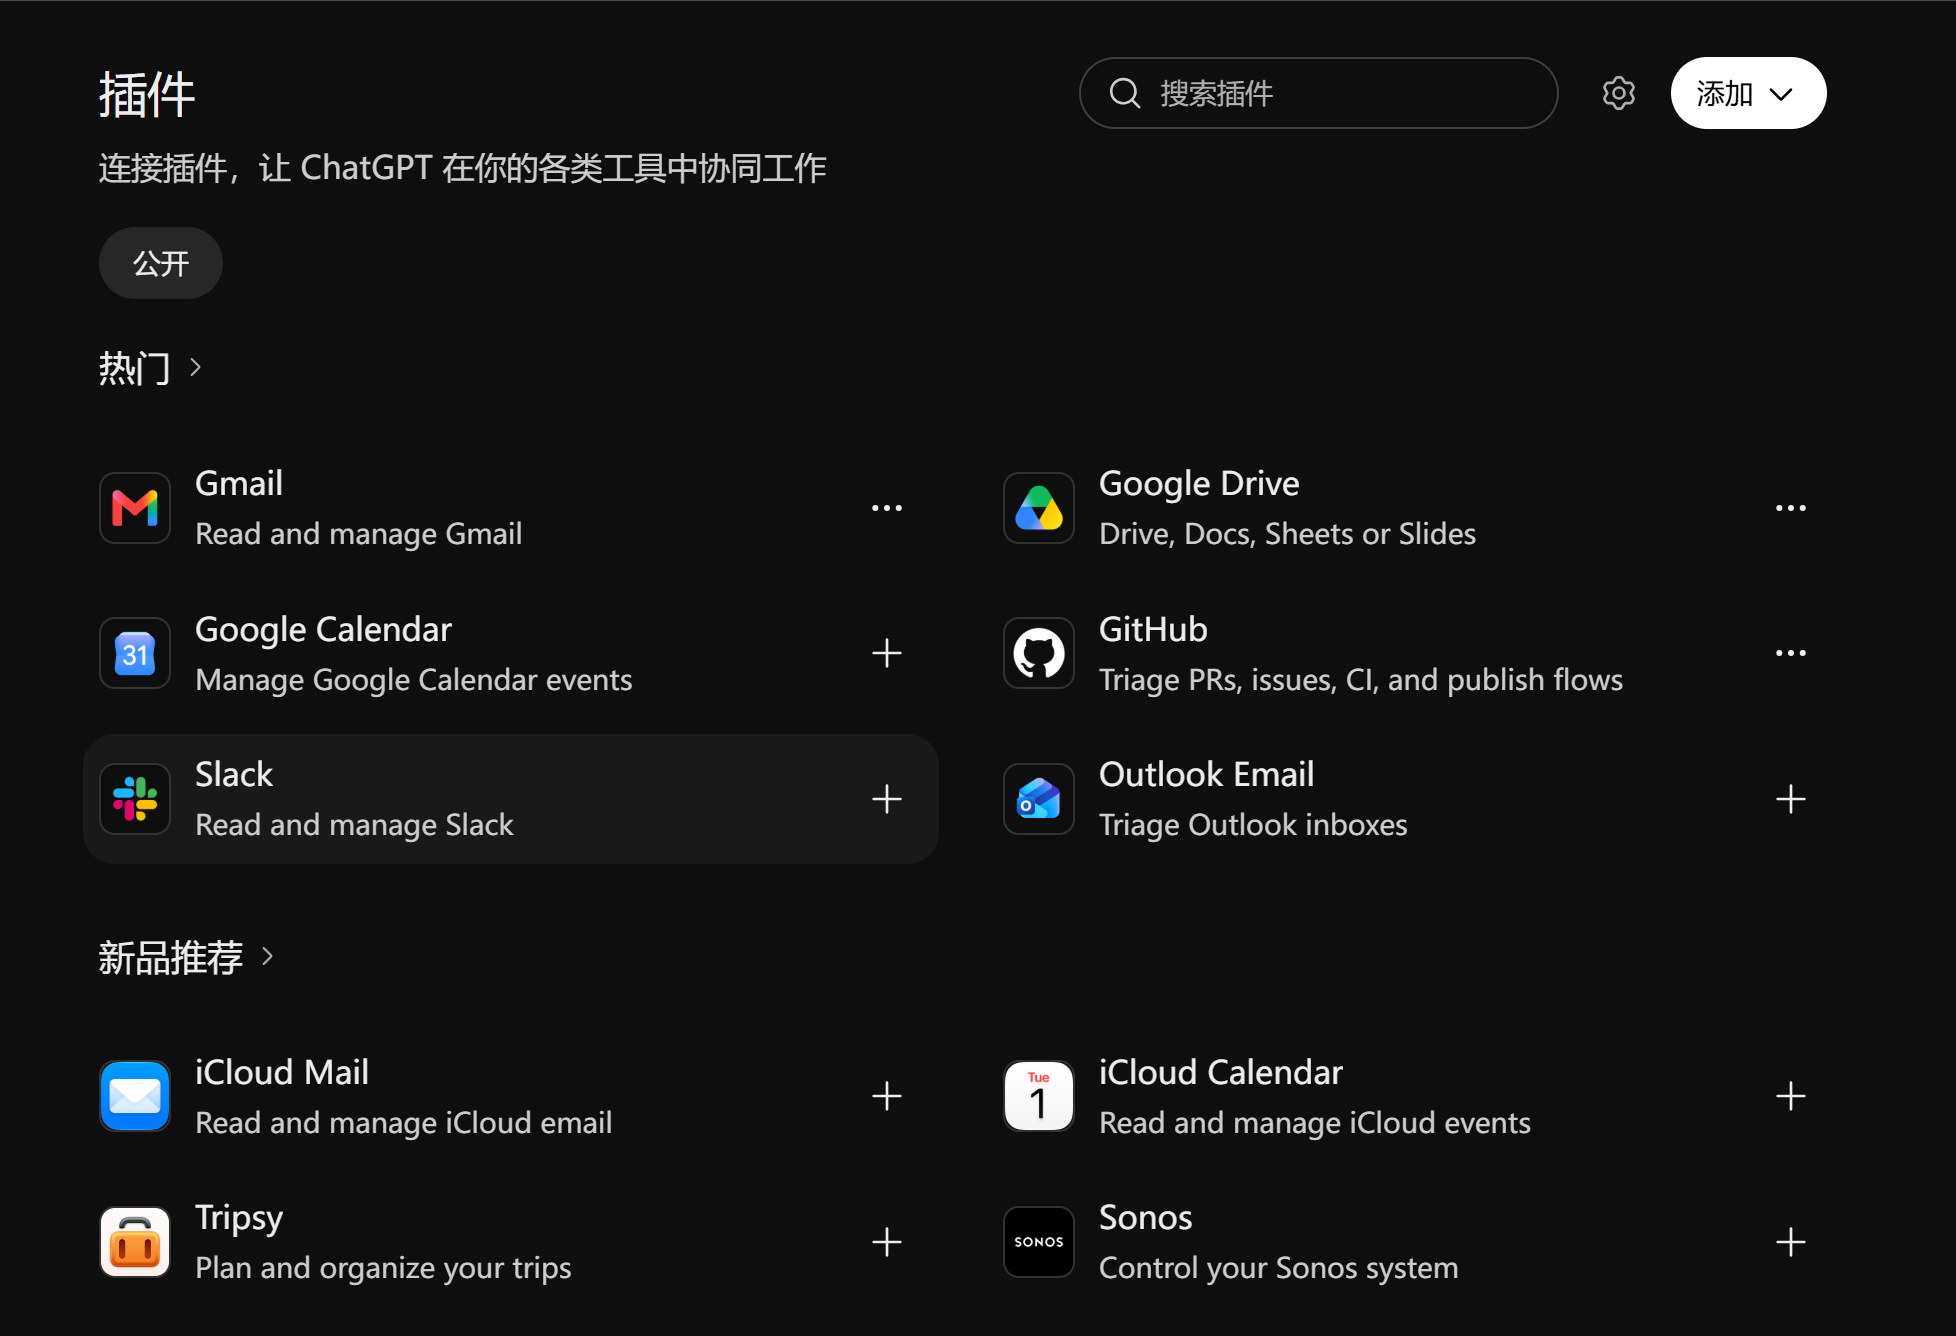 插件
搜索插件
添加
连接插件，让 ChatGPT 在你的各类工具中协同工作
公开
热门
Gmail
Read and manage Gmail
Google Drive
Drive, Docs, Sheets or Slides
31
Google Calendar
Manage Google Calendar events
GitHub
Triage PRs, issues, CI, and publish flows
Slack
Read and manage Slack
Outlook Email
Triage Outlook inboxes
新品推荐
iCloud Mail
Read and manage iCloud email
Tue
1
iCloud Calendar
Read and manage iCloud events
Tripsy
Plan and organize your trips
SONOS
Sonos
Control your Sonos system